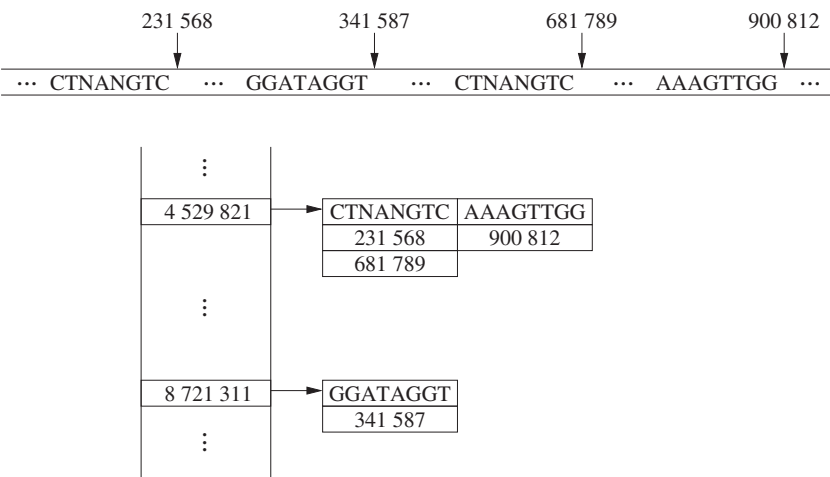 231 568 341 587 681 789 900 812
··· CTNANGTC ··· GGATAGGT ··· CTNANGTC ··· AAAGTTGG ···
⋮
4 529 821 CTNANGTC AAAGTTGG
231 568 900 812
681 789
⋮
8 721 311 GGATAGGT
341 587
⋮